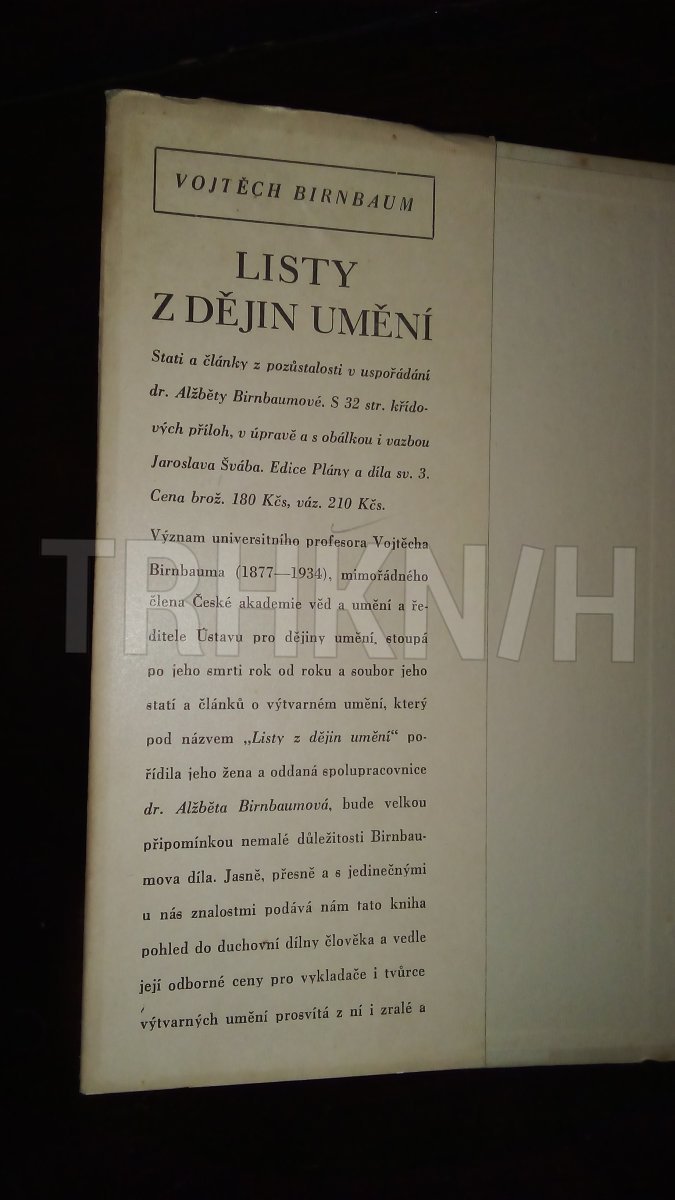 VOJTĚCH BIRNBAUM
LISTY
Z DĚJIN UMĚNÍ
Stati a články z pozůstalosti v uspořádání
dr. Alžběty Birnbaumové. S 32 str. křído-
vých příloh, v úpravě a s obálkou i vazbou
Jaroslava Švába. Edice Plány a díla sv. 3.
Cena brož. 180 Kčs, váz. 210 Kčs.
Význam universitního profesora Vojtěcha
Birnbauma (1877—1934), mimořádného
člena České akademie věd a umění a ře-
ditele Ústavu pro dějiny umění, stoupá
po jeho smrti rok od roku a soubor jeho
statí a článků o výtvarném umění, který
pod názvem „Listy z dějin umění“ po-
řídila jeho žena a oddaná spolupracovnice
dr. Alžběta Birnbaumová, bude velkou
připomínkou nemalé důležitosti Birnbau-
mova díla. Jasně, přesně a s jedinečnými
u nás znalostmi podává nám tato kniha
pohled do duchovní dílny člověka a vedle
její odborné ceny pro vykladače i tvůrce
výtvarných umění prosvítá z ní i zralé a
TRHKNIH